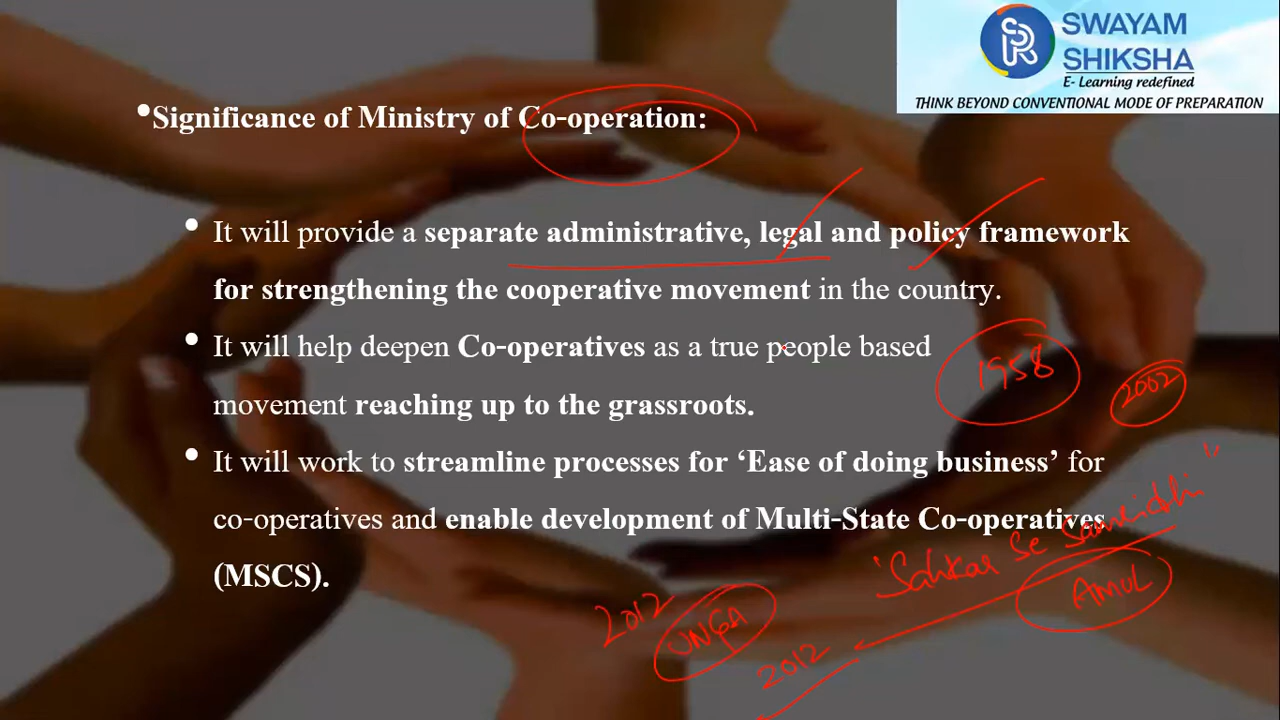 SWAYAM
SHIKSHA
E- Learning redefined
THINK BEYOND CONVENTIONAL MODE OF PREPARATION
•Significance of Ministry of Co-operation:
• It will provide a separate administrative, legal and policy framework
for strengthening the cooperative movement in the country.
• It will help deepen Co-operatives as a true people based
movement reaching up to the grassroots.
• It will work to streamline processes for ‘Ease of doing business’ for
co-operatives and enable development of Multi-State Co-operatives
(MSCS).
1958
2002
'Sahkar se Samriddhi"
AMUL
2012
UNGA
2012